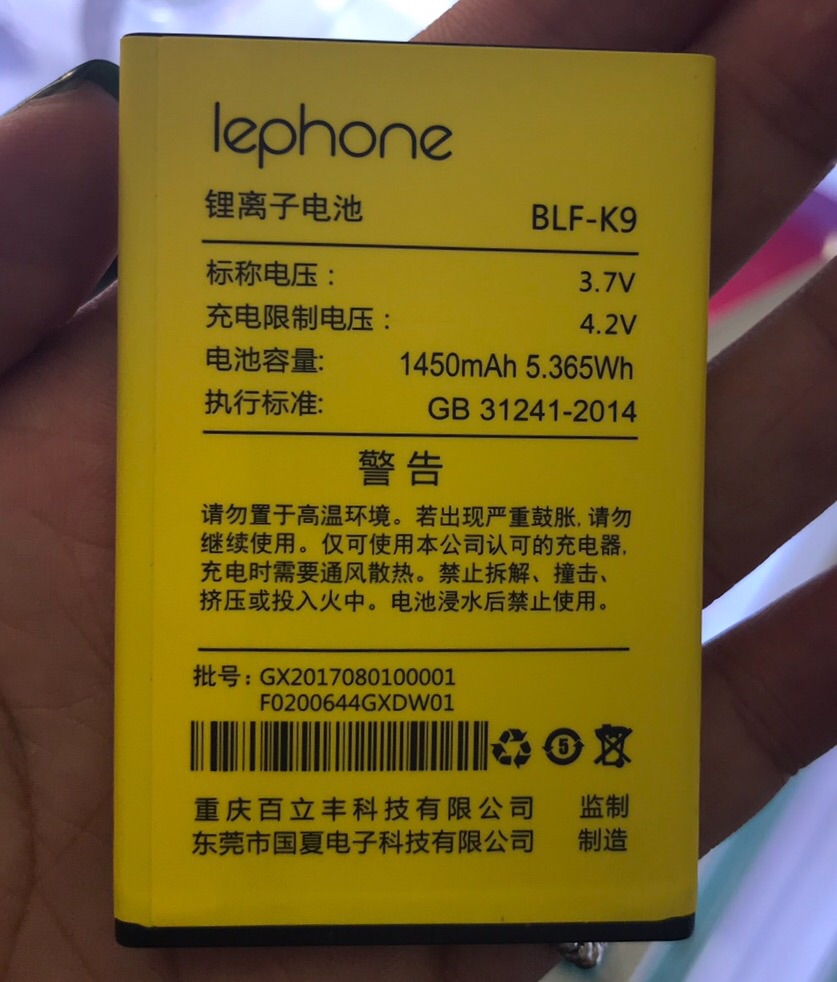 lephone
锂离子电池 BLF-K9
标称电压： 3.7V
充电限制电压： 4.2V
电池容量: 1450mAh 5.365Wh
执行标准: GB 31241-2014
警告
请勿置于高温环境。若出现严重鼓胀,请勿
继续使用。仅可使用本公司认可的充电器,
充电时需要通风散热。禁止拆解、撞击、
挤压或投入火中。电池浸水后禁止使用。
批号：GX2017080100001
F0200644GXDW01
5
重庆百立丰科技有限公司 监制
东莞市国夏电子科技有限公司 制造